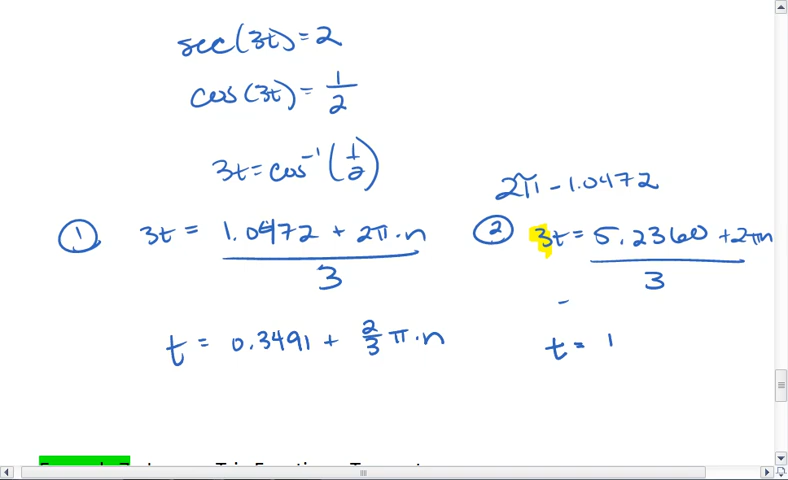 sec(3t)=2
cos(3t)=1/2
3t=cos⁻¹(1/2)
2π-1.0472
① 3t = (1.0472 + 2π·n)/3
② 3t = (5.2360 + 2πn)/3
t = 0.3491 + 2/3 π·n
t = 1